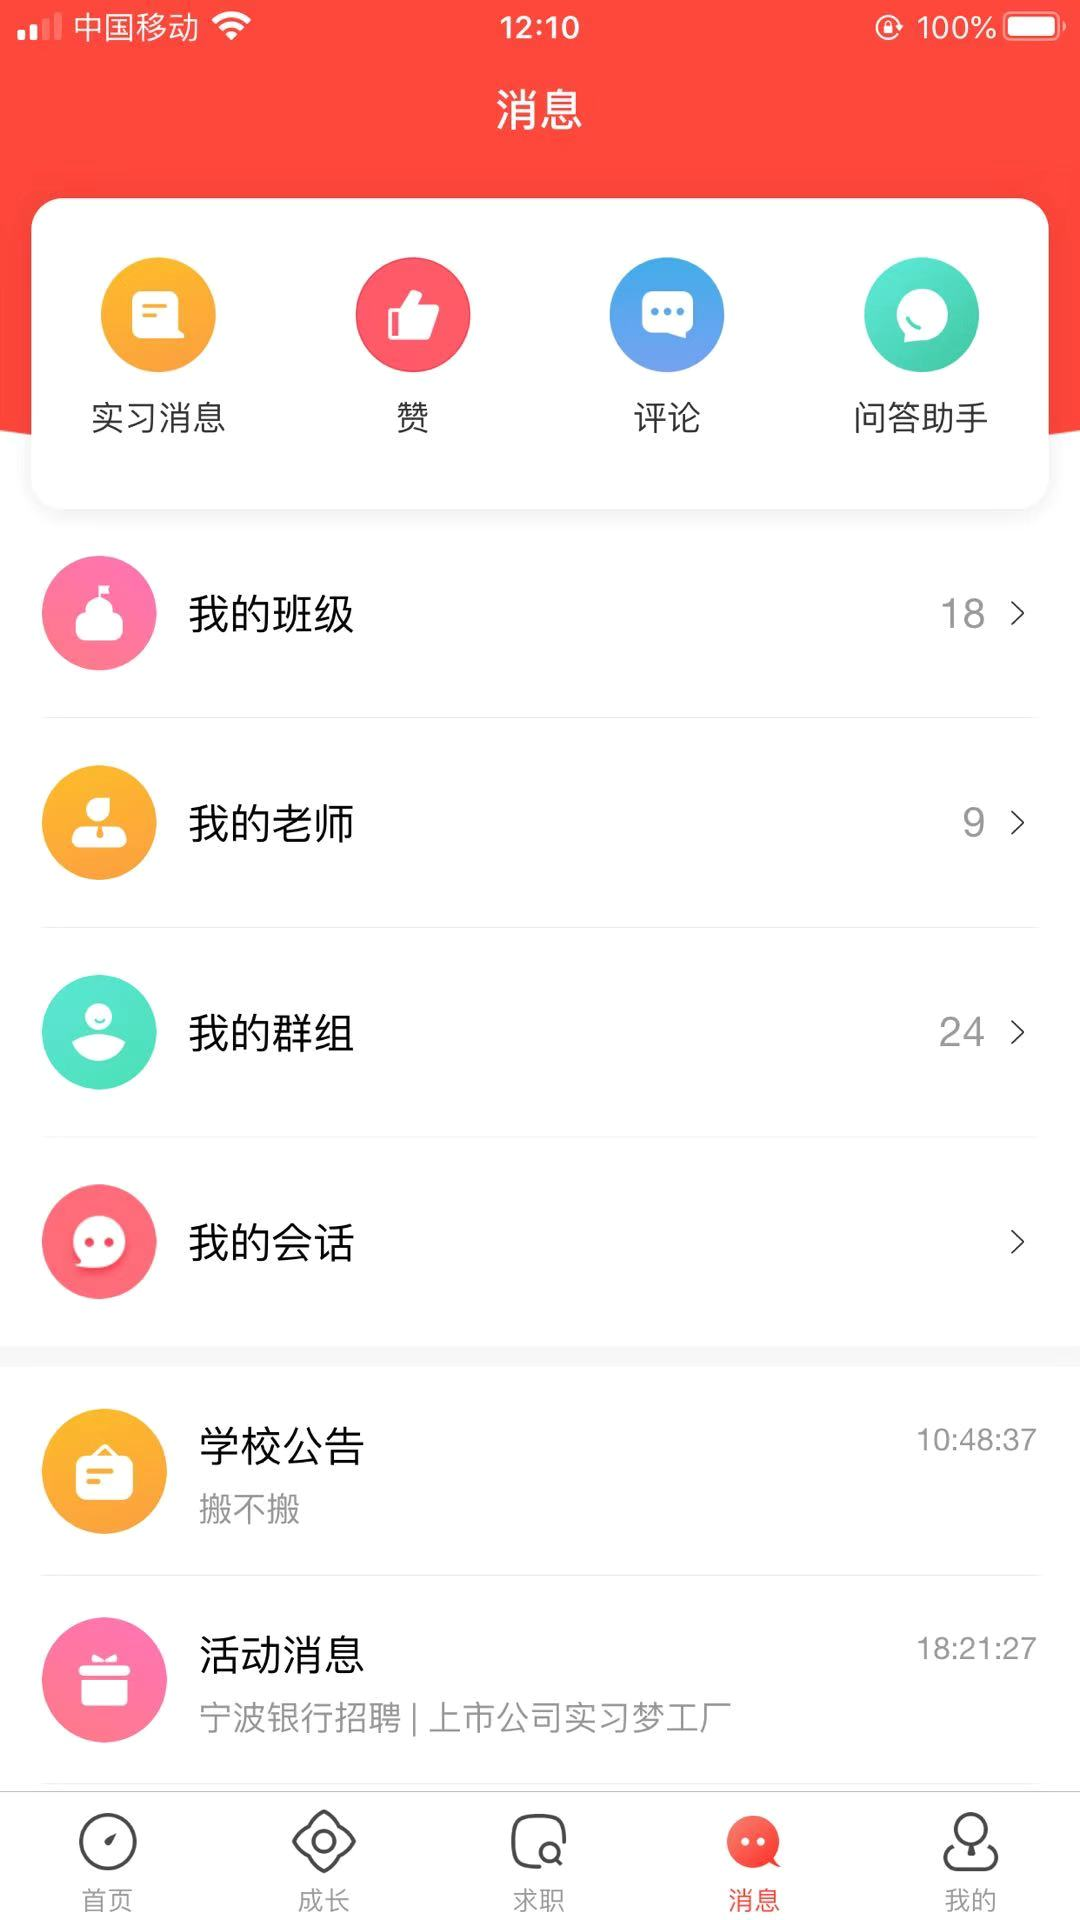 中国移动
12:10
100%
消息
实习消息
赞
评论
问答助手
我的班级
18
我的老师
9
我的群组
24
我的会话
学校公告
10:48:37
搬不搬
活动消息
18:21:27
宁波银行招聘 | 上市公司实习梦工厂
首页
成长
求职
消息
我的